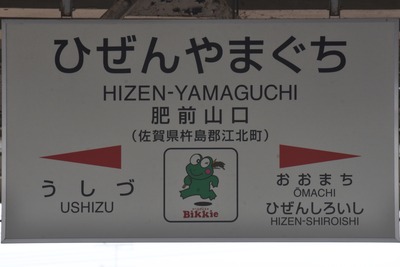 ひぜんやまぐち
HIZEN-YAMAGUCHI
肥前山口
(佐賀県杵島郡江北町)
うしづ
USHIZU
Bikkie
おおまち
ŌMACHI
ひぜんしろいし
HIZEN-SHIROISHI